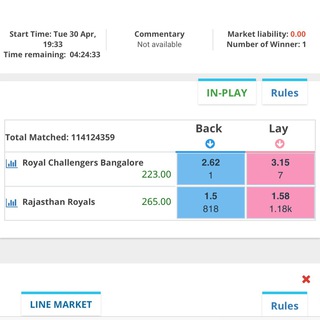 Start Time: Tue 30 Apr, 19:33
Time remaining: 04:24:33
Commentary
Not available
Market liability: 0.00
Number of Winner: 1
IN-PLAY
Rules
Total Matched: 114124359
Back
Lay
Royal Challengers Bangalore
223.00
2.62
1
3.15
7
Rajasthan Royals
265.00
1.5
818
1.58
1.18k
LINE MARKET
Rules